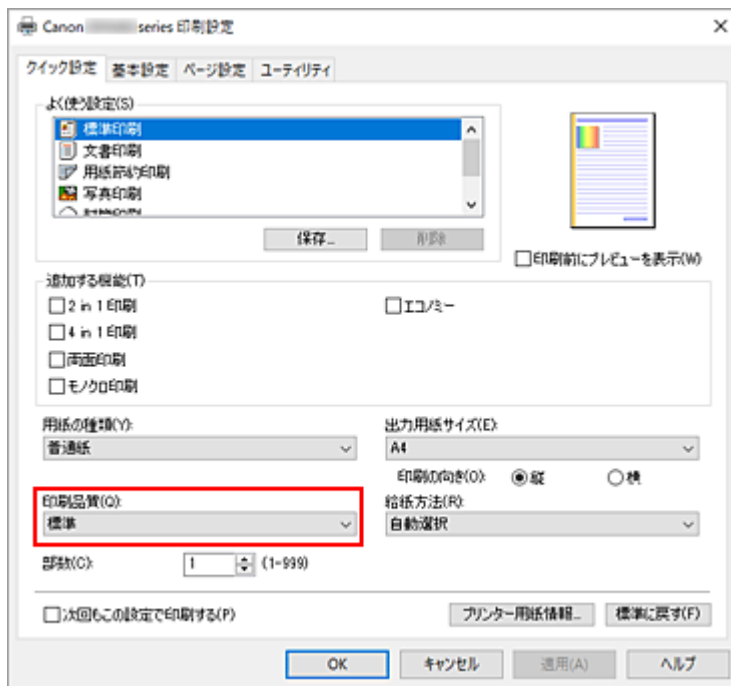 Canon series 印刷設定
クイック設定 基本設定 ページ設定 ユーティリティ
よく使う設定(S)
標準印刷
文書印刷
用紙節約印刷
写真印刷
保存...
削除
印刷前にプレビューを表示(W)
追加する機能(T)
2 in 1 印刷
エコノミー
4 in 1 印刷
両面印刷
モノクロ印刷
用紙の種類(Y):
出力用紙サイズ(E):
普通紙
A4
印刷の向き(O): 縦 横
印刷品質(Q):
給紙方法(R):
標準
自動選択
部数(C): 1 (1-999)
次回もこの設定で印刷する(P)
プリンター用紙情報...
標準に戻す(F)
OK キャンセル 適用(A) ヘルプ